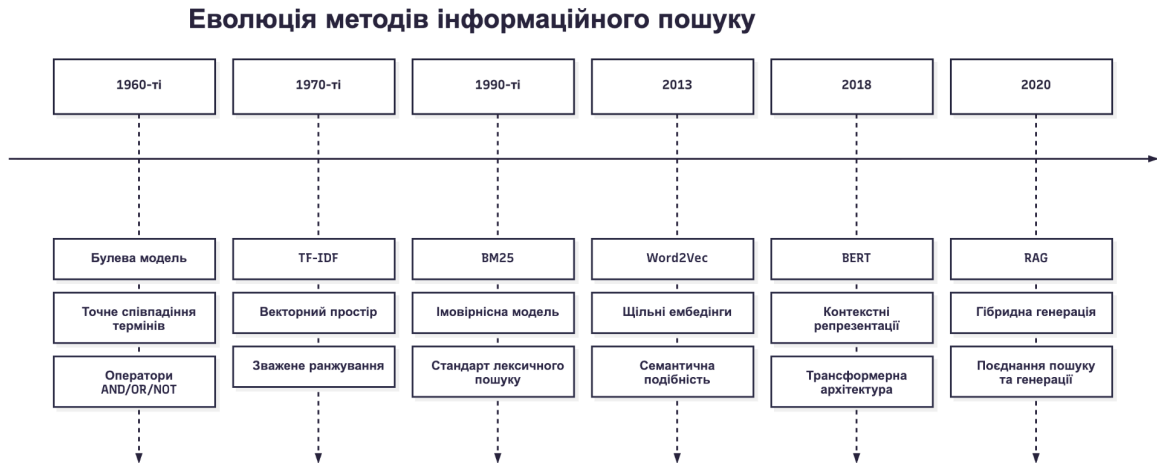 Еволюція методів інформаційного пошуку
1960-ті
1970-ті
1990-ті
2013
2018
2020
Булева модель
TF-IDF
BM25
Word2Vec
BERT
RAG
Точне співпадіння
термінів
Векторний простір
Імовірнісна модель
Щільні ембедінги
Контекстні
репрезентації
Гібридна генерація
Оператори
AND/OR/NOT
Зважене ранжування
Стандарт лексичного
пошуку
Семантична
подібність
Трансформерна
архітектура
Поєднання пошуку
та генерації